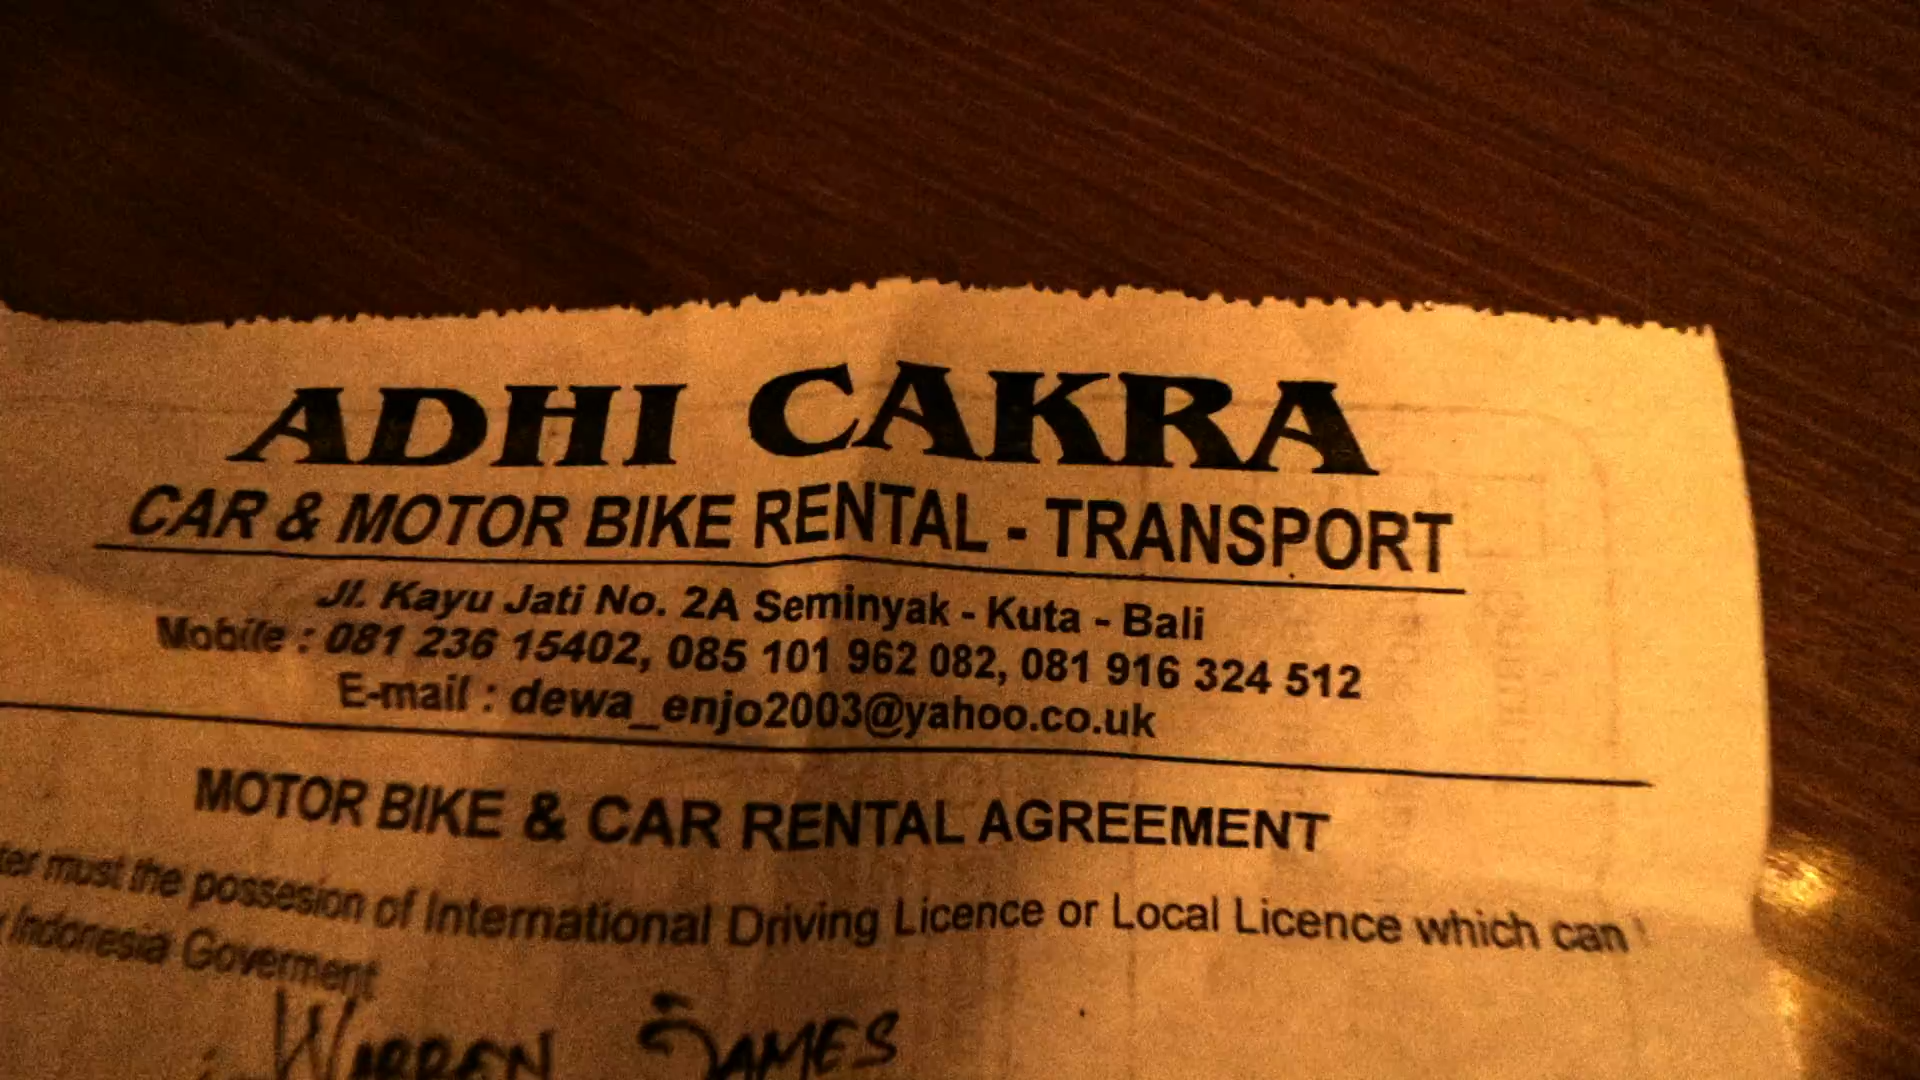 ADHI CAKRA
CAR & MOTOR BIKE RENTAL - TRANSPORT
Jl. Kayu Jati No. 2A Seminyak - Kuta - Bali
Mobile : 081 236 15402, 085 101 962 082, 081 916 324 512
E-mail : dewa_enjo2003@yahoo.co.uk
MOTOR BIKE & CAR RENTAL AGREEMENT
ter must the possesion of International Driving Licence or Local Licence which can
Indonesia Goverment
: WARREN JAMES